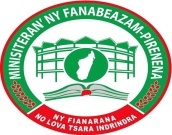 MINISITERAN' NY FANABEAZAM-PIRENENA
NY FIANARANA
NO LOVA TSARA INDRINDRA